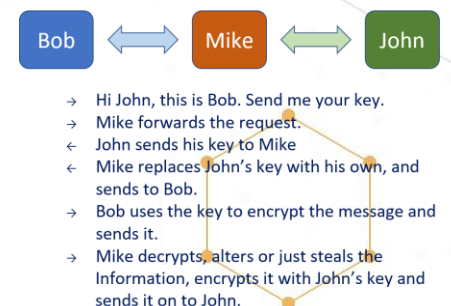 Bob Mike John
→ Hi John, this is Bob. Send me your key.
→ Mike forwards the request.
← John sends his key to Mike
← Mike replaces John's key with his own, and
sends to Bob.
→ Bob uses the key to encrypt the message and
sends it.
→ Mike decrypts, alters or just steals the
Information, encrypts it with John's key and
sends it on to John.